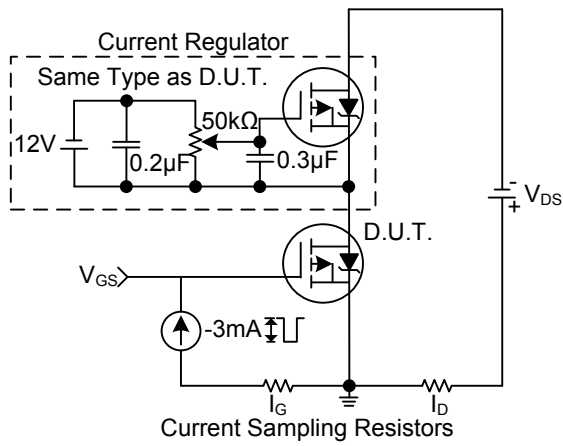 Current Regulator
Same Type as D.U.T.
50kΩ
12V
0.2µF
0.3µF
-
+
V_DS
D.U.T.
V_GS
-3mA
I_G
I_D
Current Sampling Resistors